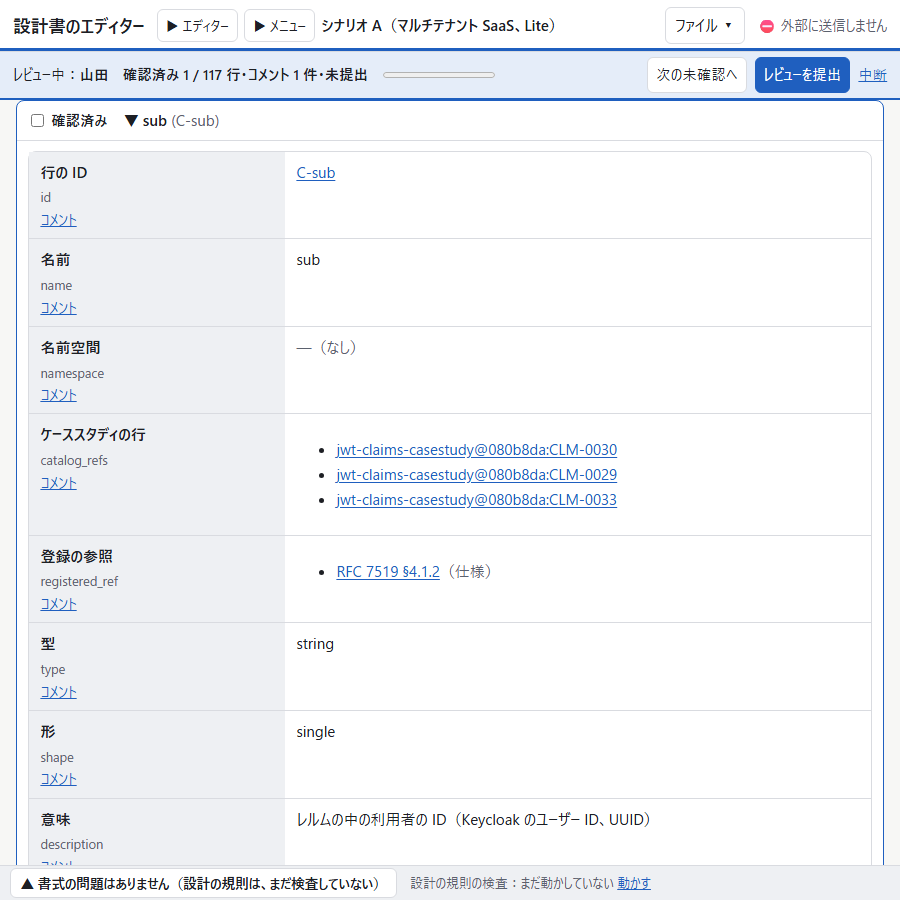 設計書のエディター ▶ エディター ▶ メニュー シナリオ A（マルチテナント SaaS、Lite） ファイル ▼ ⛔ 外部に送信しません
レビュー中：山田 確認済み 1 / 117 行・コメント 1 件・未提出 次の未確認へ レビューを提出 中断
確認済み ▼ sub (C-sub)
行の ID C-sub
id
コメント
名前 sub
name
コメント
名前空間 —（なし）
namespace
コメント
ケーススタディの行
catalog_refs
コメント
• jwt-claims-casestudy@080b8da:CLM-0030
• jwt-claims-casestudy@080b8da:CLM-0029
• jwt-claims-casestudy@080b8da:CLM-0033
登録の参照
registered_ref
コメント
• RFC 7519 §4.1.2（仕様）
型 string
type
コメント
形 single
shape
コメント
意味 レルムの中の利用者の ID（Keycloak のユーザー ID、UUID）
description
▲ 書式の問題はありません（設計の規則は、まだ検査していない） 設計の規則の検査：まだ動かしていない 動かす